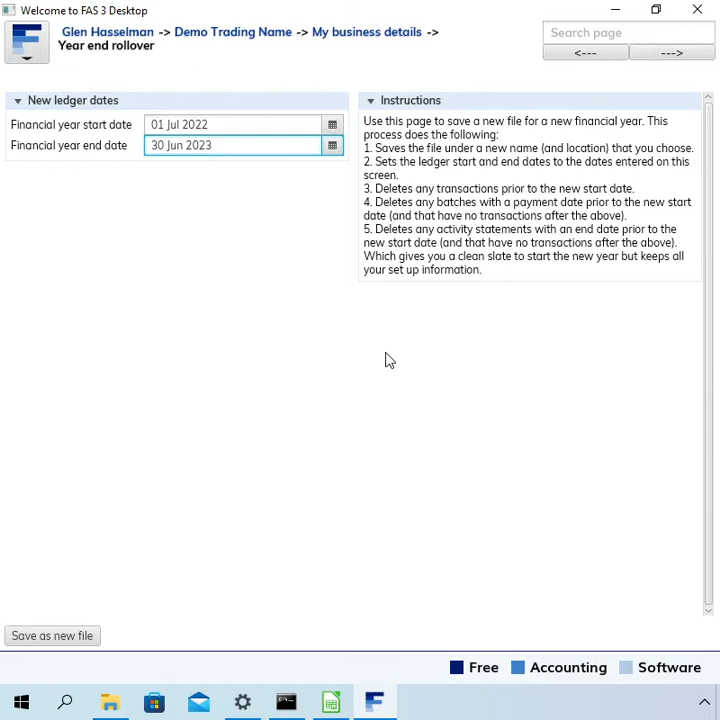 Welcome to FAS 3 Desktop
Glen Hasselman -> Demo Trading Name -> My business details ->
Year end rollover
Search page
<---
--->
New ledger dates
Financial year start date 01 Jul 2022
Financial year end date 30 Jun 2023
Instructions
Use this page to save a new file for a new financial year. This
process does the following:
1. Saves the file under a new name (and location) that you choose.
2. Sets the ledger start and end dates to the dates entered on this
screen.
3. Deletes any transactions prior to the new start date.
4. Deletes any batches with a payment date prior to the new start
date (and that have no transactions after the above).
5. Deletes any activity statements with an end date prior to the
new start date (and that have no transactions after the above).
Which gives you a clean slate to start the new year but keeps all
your set up information.
Save as new file
Free Accounting Software